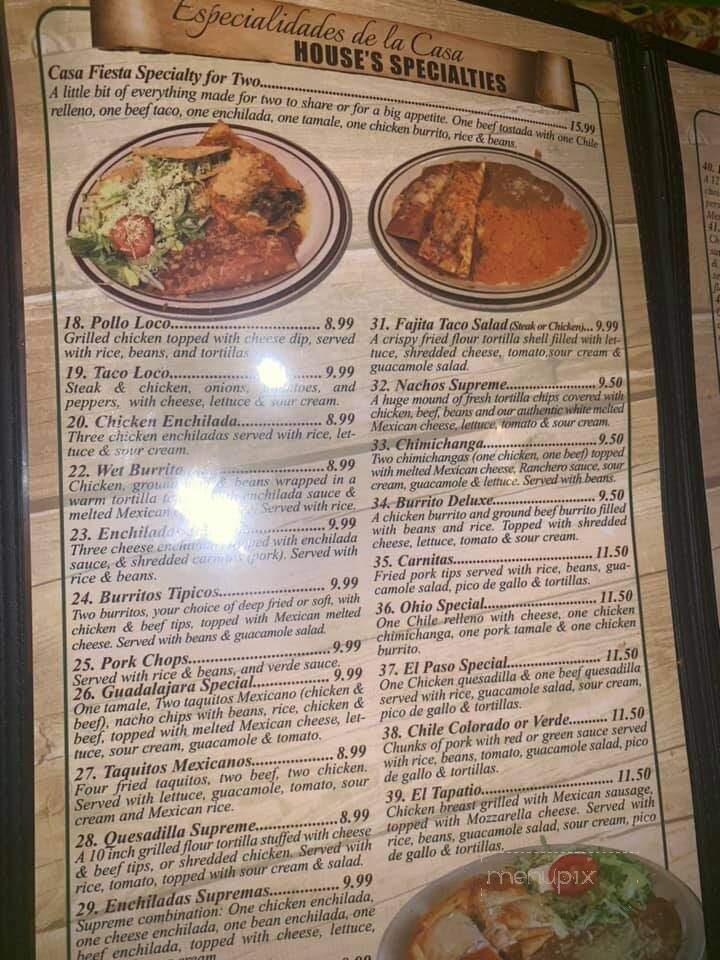 Especialidades de la Casa
HOUSE'S SPECIALTIES
Casa Fiesta Specialty for Two.......... 15.99
A little bit of everything made for two to share or for a big appetite. One beef tostada with one Chile
relleno, one beef taco, one enchilada, one tamale, one chicken burrito, rice & beans.
18. Pollo Loco.......... 8.99
Grilled chicken topped with cheese dip, served
with rice, beans, and tortillas
19. Taco Loco.......... 9.99
Steak & chicken, onions, and
peppers, with cheese, lettuce & sour cream.
20. Chicken Enchilada.......... 8.99
Three chicken enchiladas served with rice, let-
tuce & sour cream.
22. Wet Burrito.......... 8.99
Chicken, & beans wrapped in a
warm tortilla enchilada sauce &
melted Mexican Served with rice.
23. Enchiladas .......... 9.99
Three cheese topped with enchilada
sauce, & shredded (pork). Served with
rice & beans.
24. Burritos Tipicos.......... 9.99
Two burritos, your choice of deep fried or soft, with
chicken & beef tips, topped with Mexican melted
cheese. Served with beans & guacamole salad.
25. Pork Chops.......... 9.99
Served with rice & beans, and verde sauce.
26. Guadalajara Special.......... 9.99
One tamale, Two taquitos Mexicano (chicken &
beef), nacho chips with beans, rice, chicken &
beef, topped with melted Mexican cheese, let-
tuce, sour cream, guacamole & tomato.
27. Taquitos Mexicanos.......... 8.99
Four fried taquitos, two beef, two chicken.
Served with lettuce, guacamole, tomato, sour
cream and Mexican rice.
28. Quesadilla Supreme.......... 8.99
A 10 inch grilled flour tortilla stuffed with cheese
& beef tips, or shredded chicken. Served with
rice, tomato, topped with sour cream & salad.
29. Enchiladas Supremas.......... 9.99
Supreme combination: One chicken enchilada,
one cheese enchilada, one bean enchilada, one
beef enchilada, topped with cheese, lettuce,
31. Fajita Taco Salad (Steak or Chicken)... 9.99
A crispy fried flour tortilla shell filled with let-
tuce, shredded cheese, tomato,sour cream &
guacamole salad.
32. Nachos Supreme.......... 9.50
A huge mound of fresh tortilla chips covered with
chicken, beef, beans and our authentic white melted
Mexican cheese, lettuce, tomato & sour cream.
33. Chimichanga.......... 9.50
Two chimichangas (one chicken, one beef) topped
with melted Mexican cheese, Ranchero sauce, sour
cream, guacamole & lettuce. Served with beans.
34. Burrito Deluxe.......... 9.50
A chicken burrito and ground beef burrito filled
with beans and rice. Topped with shredded
cheese, lettuce, tomato & sour cream.
35. Carnitas.......... 11.50
Fried pork tips served with rice, beans, gua-
camole salad, pico de gallo & tortillas.
36. Ohio Special.......... 11.50
One Chile relleno with cheese, one chicken
chimichanga, one pork tamale & one chicken
burrito.
37. El Paso Special.......... 11.50
One Chicken quesadilla & one beef quesadilla
served with rice, guacamole salad, sour cream,
pico de gallo & tortillas.
38. Chile Colorado or Verde.......... 11.50
Chunks of pork with red or green sauce served
with rice, beans, tomato, guacamole salad, pico
de gallo & tortillas.
39. El Tapatio.......... 11.50
Chicken breast grilled with Mexican sausage,
topped with Mozzarella cheese. Served with
rice, beans, guacamole salad, sour cream, pico
de gallo & tortillas.
menupix
40.
41.